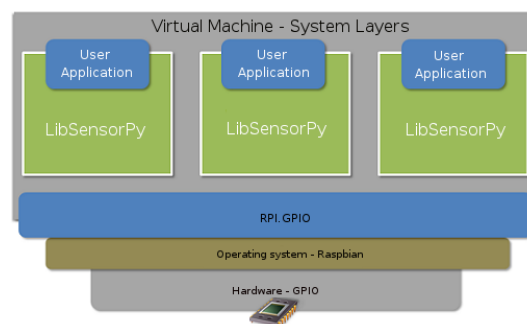 Virtual Machine - System Layers
User
Application
User
Application
User
Application
LibSensorPy
LibSensorPy
LibSensorPy
RPI.GPIO
Operating system - Raspbian
Hardware - GPIO